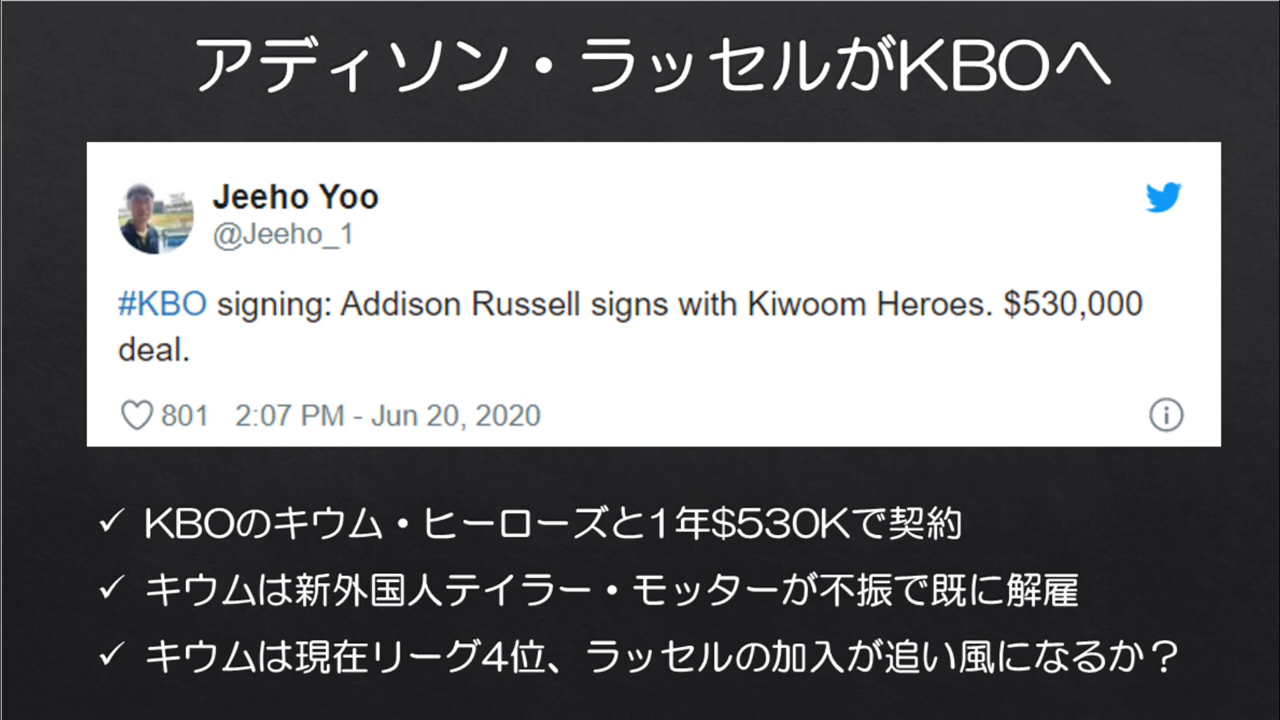 アディソン・ラッセルがKBOへ
Jeeho Yoo
@Jeeho_1
#KBO signing: Addison Russell signs with Kiwoom Heroes. $530,000
deal.
801 2:07 PM - Jun 20, 2020
✓ KBOのキウム・ヒーローズと1年$530Kで契約
✓ キウムは新外国人テイラー・モッターが不振で既に解雇
✓ キウムは現在リーグ4位、ラッセルの加入が追い風になるか？